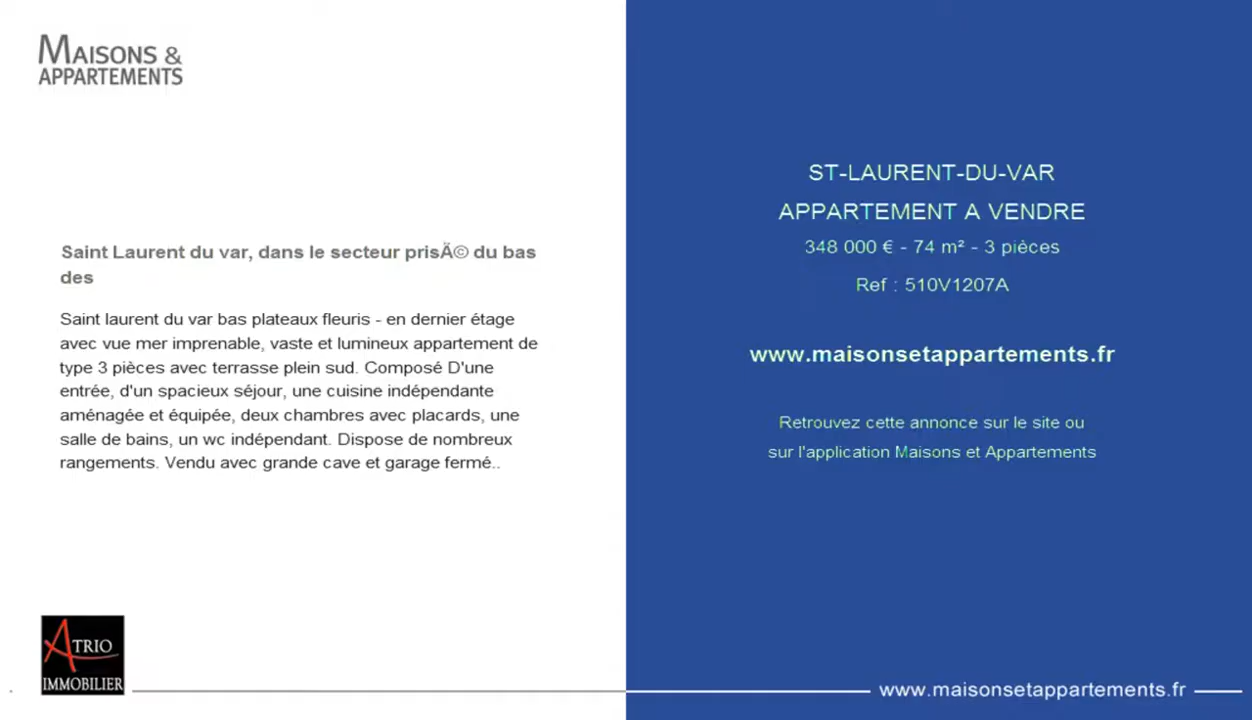 MAISONS &
APPARTEMENTS
Saint Laurent du var, dans le secteur prisÃ© du bas
des
Saint laurent du var bas plateaux fleuris - en dernier étage
avec vue mer imprenable, vaste et lumineux appartement de
type 3 pièces avec terrasse plein sud. Composé D'une
entrée, d'un spacieux séjour, une cuisine indépendante
aménagée et équipée, deux chambres avec placards, une
salle de bains, un wc indépendant. Dispose de nombreux
rangements. Vendu avec grande cave et garage fermé..
ATRIO
IMMOBILIER
ST-LAURENT-DU-VAR
APPARTEMENT A VENDRE
348 000 € - 74 m² - 3 pièces
Ref : 510V1207A
www.maisonsetappartements.fr
Retrouvez cette annonce sur le site ou
sur l'application Maisons et Appartements
www.maisonsetappartements.fr